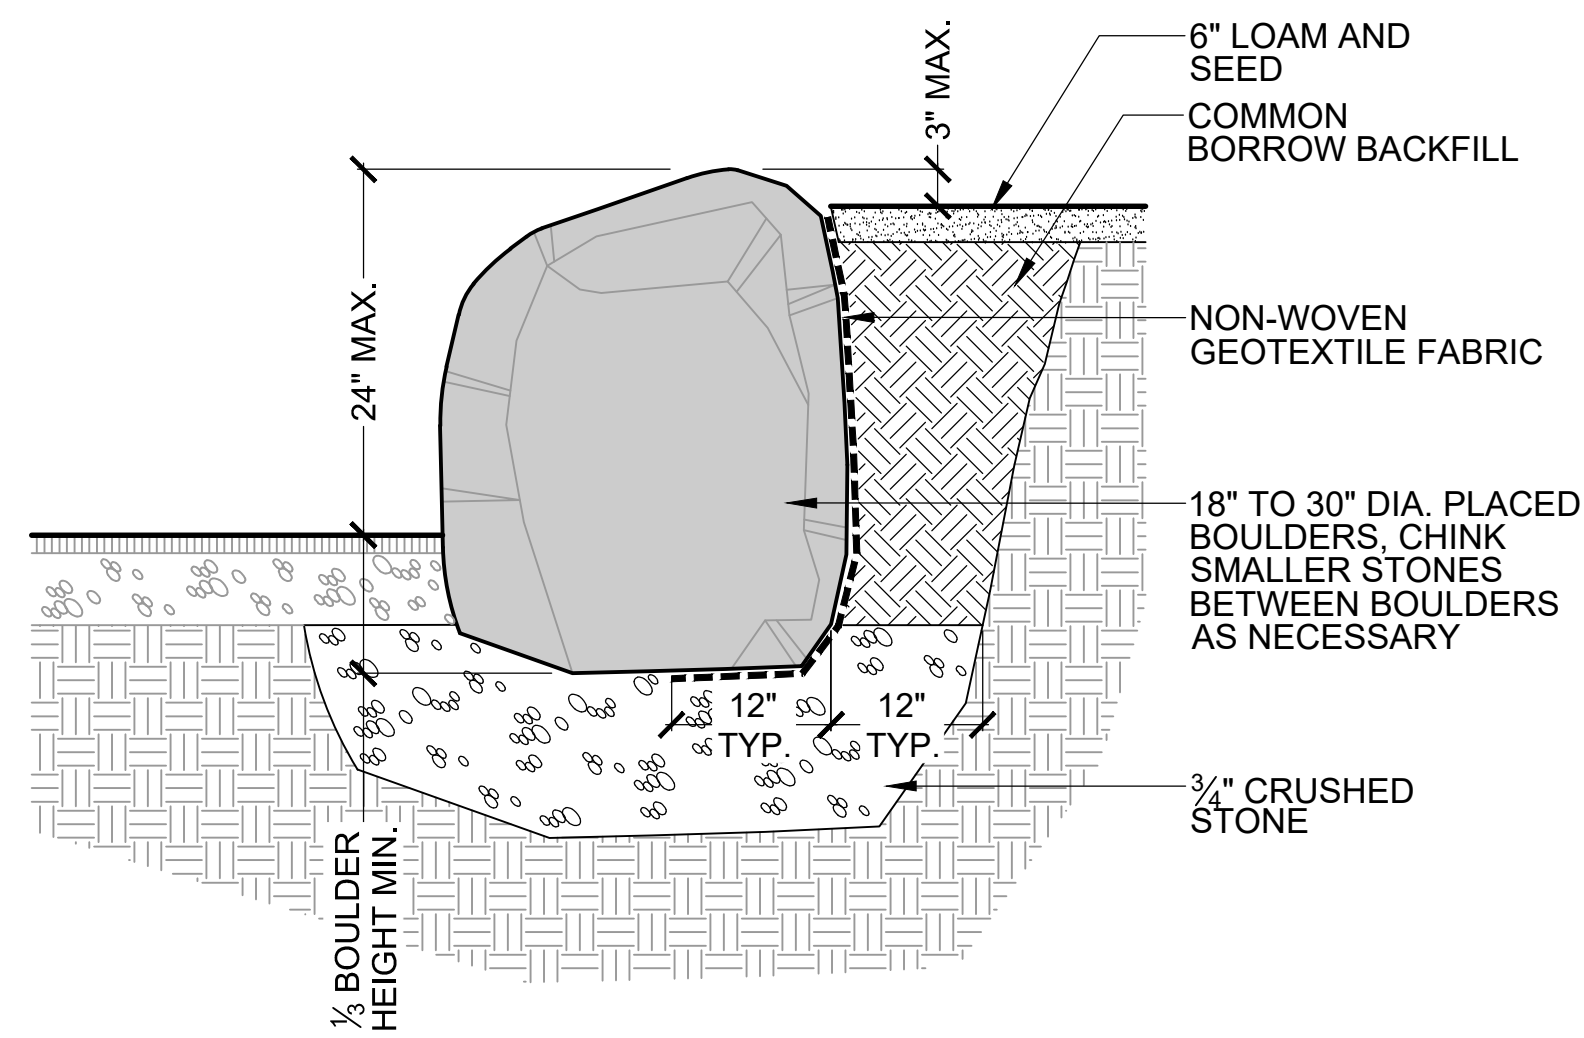 3" MAX.
6" LOAM AND
SEED
COMMON
BORROW BACKFILL
24" MAX.
NON-WOVEN
GEOTEXTILE FABRIC
18" TO 30" DIA. PLACED
BOULDERS, CHINK
SMALLER STONES
BETWEEN BOULDERS
AS NECESSARY
12"
TYP.
12"
TYP.
3/4" CRUSHED
STONE
1/3 BOULDER
HEIGHT MIN.